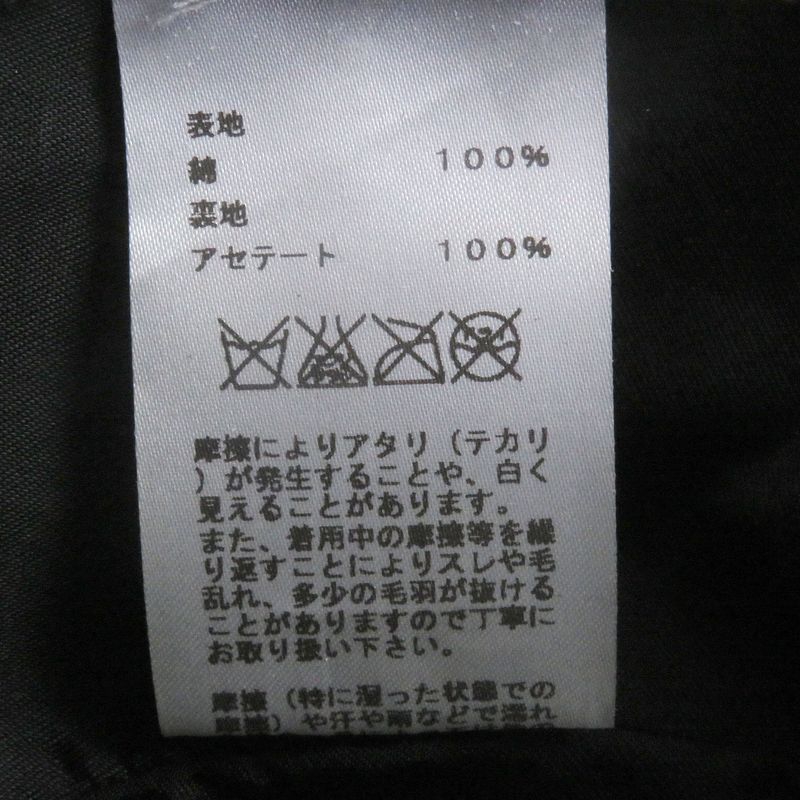 表地
綿 100%
裏地
アセテート 100%
摩擦によりアタリ（テカリ
）が発生することや、白く
見えることがあります。
また、着用中の摩擦等を繰
り返すことによりスレや毛
乱れ、多少の毛羽が抜ける
ことがありますので丁寧に
お取り扱い下さい。
摩擦（特に湿った状態での
摩擦）や汗や雨などで濡れ